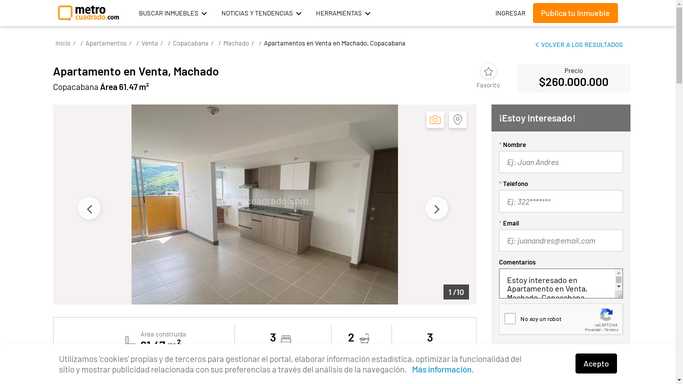 metro
cuadrado.com
BUSCAR INMUEBLES
NOTICIAS Y TENDENCIAS
HERRAMIENTAS
INGRESAR
Publica tu Inmueble
Inicio / / Apartamentos / / Venta / / Copacabana / / Machado / / Apartamentos en Venta en Machado, Copacabana
VOLVER A LOS RESULTADOS
Apartamento en Venta, Machado
Copacabana Área 61.47 m²
Favorito
Precio
$260.000.000
cuadrado.com
1 /10
¡Estoy Interesado!
* Nombre
Ej: Juan Andres
* Telefono
Ej: 322*******
* Email
Ej: juanandres@email.com
Comentarios
Estoy interesado en
Apartamento en Venta,
Machado, Copacabana
No soy un robot
reCAPTCHA
Privacidad - Términos
Área construida
61.47 m²
3
2
3
Utilizamos 'cookies' propias y de terceros para gestionar el portal, elaborar información estadística, optimizar la funcionalidad del
sitio y mostrar publicidad relacionada con sus preferencias a través del análisis de la navegación. Más información.
Acepto